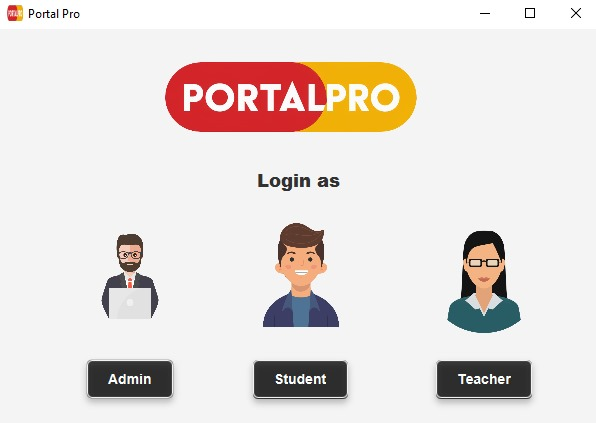 Portal Pro
PORTALPRO
Login as
Admin
Student
Teacher